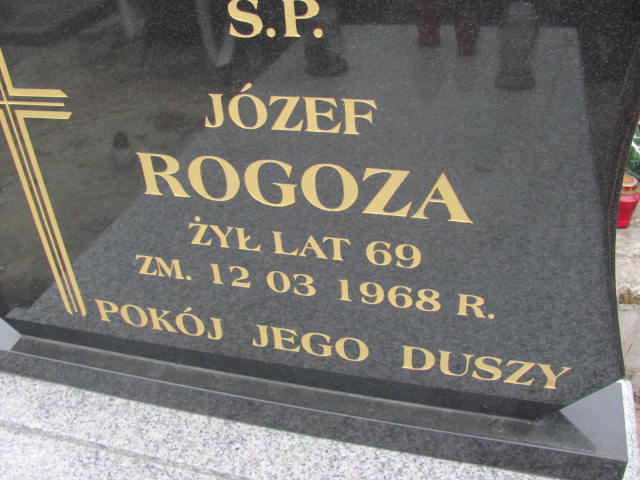 Ś.P.
JÓZEF
ROGOZA
ŻYŁ LAT 69
ZM. 12 03 1968 R.
POKÓJ JEGO DUSZY